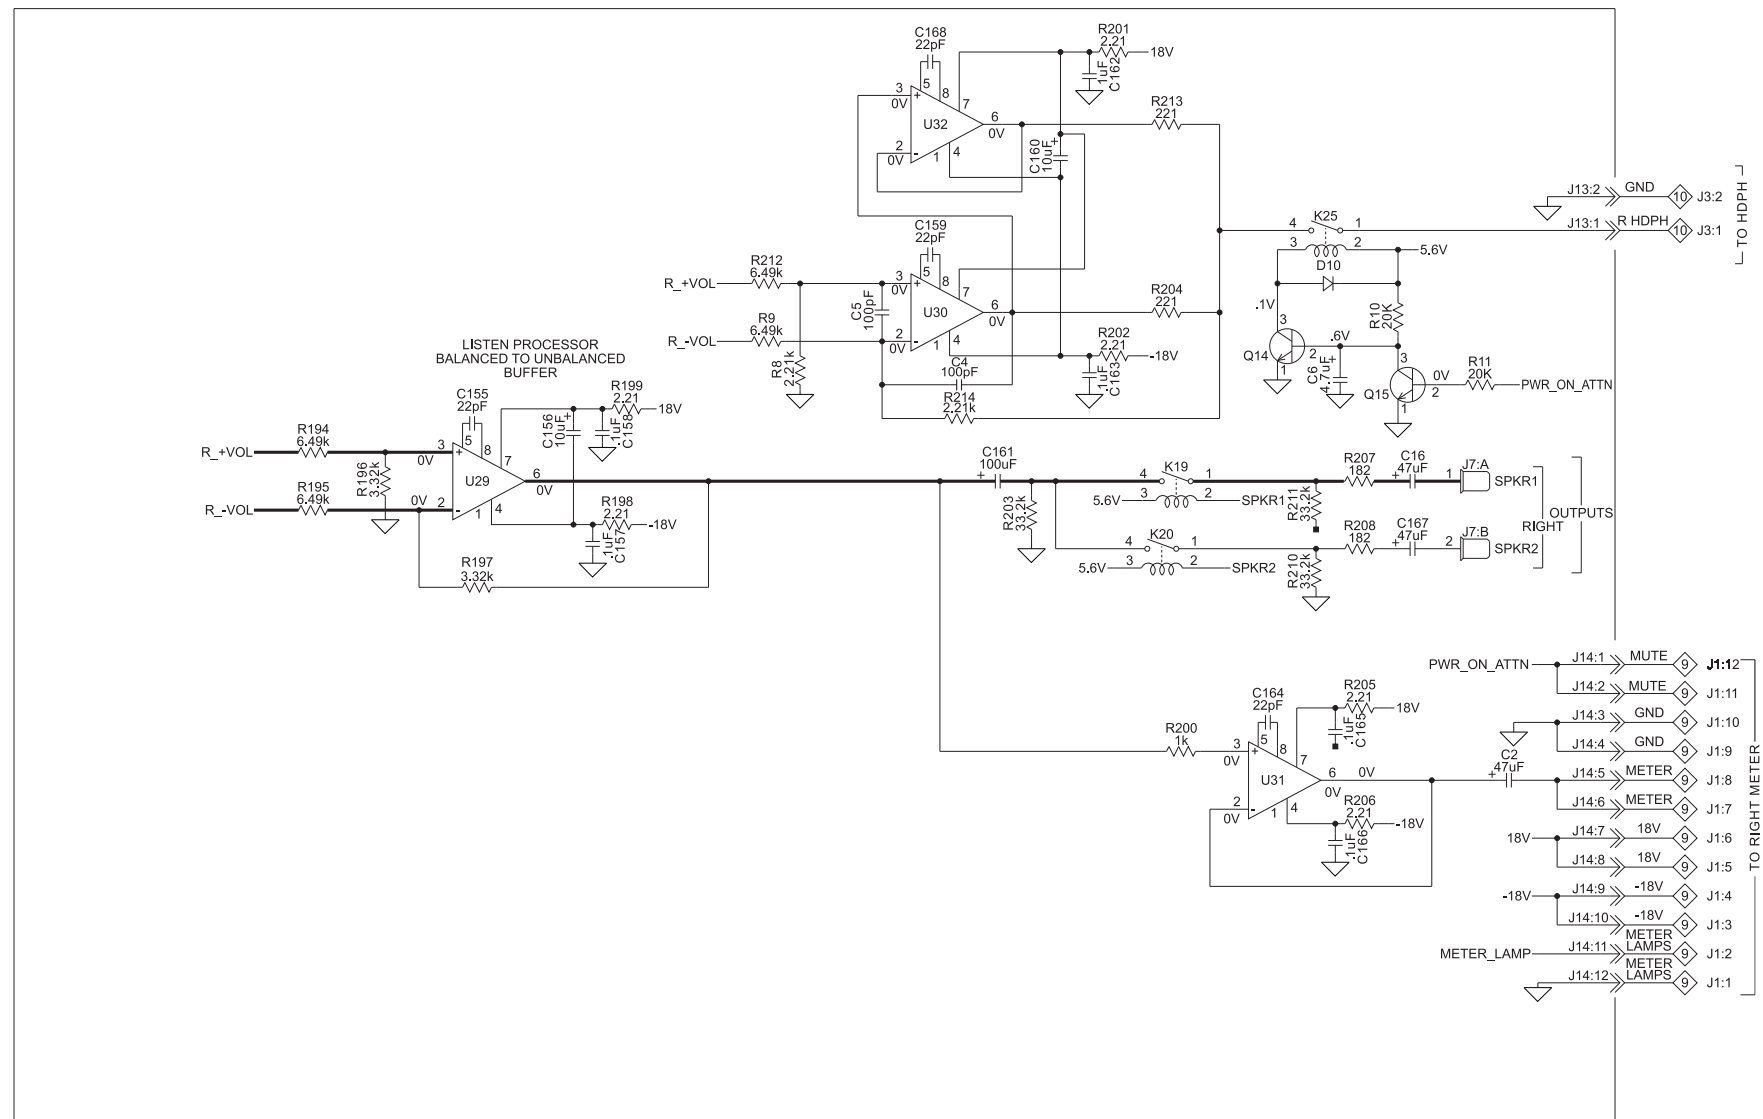 C168
22pF
5
8
7
3
0V
+
U32
2
0V
-
1
4
6
0V
R201
2.21
18V
.1uF
C162
C160
10uF
+
R213
221
C159
22pF
5
8
7
R212
6.49k
R_+VOL
R9
6.49k
R_-VOL
C5
100pF
3
0V
+
U30
2
0V
-
1
4
6
0V
R204
221
R202
2.21
-18V
.1uF
C163
R8
2.21k
C4
100pF
R214
2.21k
J13:2
GND
10
J3:2
J13:1
R HDPH
10
J3:1
TO HDPH
4
K25
1
3
2
5.6V
D10
.1V
R10
20K
3
.6V
Q14
2
1
C6
4.7uF
+
3
0V
R11
20K
PWR_ON_ATTN
Q15
2
1
LISTEN PROCESSOR
BALANCED TO UNBALANCED
BUFFER
C155
22pF
5
8
7
R199
2.21
18V
C156
10uF
+
.1uF
C158
R194
6.49k
R_+VOL
R196
3.32k
R195
6.49k
R_-VOL
3
0V
+
U29
0V
2
-
1
4
6
0V
R198
2.21
-18V
.1uF
C157
R197
3.32k
C161
100uF
+
R203
33.2k
4
K19
1
5.6V
3
2
SPKR1
R211
33.2k
R207
182
C16
47uF
+
1
J7:A
SPKR1
4
K20
1
5.6V
3
2
SPKR2
R210
33.2k
R208
182
C167
47uF
+
2
J7:B
SPKR2
RIGHT
OUTPUTS
R200
1k
C164
22pF
5
8
7
R205
2.21
18V
.1uF
C165
3
0V
+
U31
2
0V
-
1
4
6
0V
0V
R206
2.21
-18V
.1uF
C166
C2
47uF
+
PWR_ON_ATTN
J14:1
MUTE
9
J1:12
J14:2
MUTE
9
J1:11
J14:3
GND
9
J1:10
J14:4
GND
9
J1:9
J14:5
METER
9
J1:8
J14:6
METER
9
J1:7
18V
J14:7
18V
9
J1:6
J14:8
18V
9
J1:5
-18V
J14:9
-18V
9
J1:4
J14:10
-18V
9
J1:3
METER_LAMP
J14:11
METER
LAMPS
9
J1:2
J14:12
METER
LAMPS
9
J1:1
TO RIGHT METER